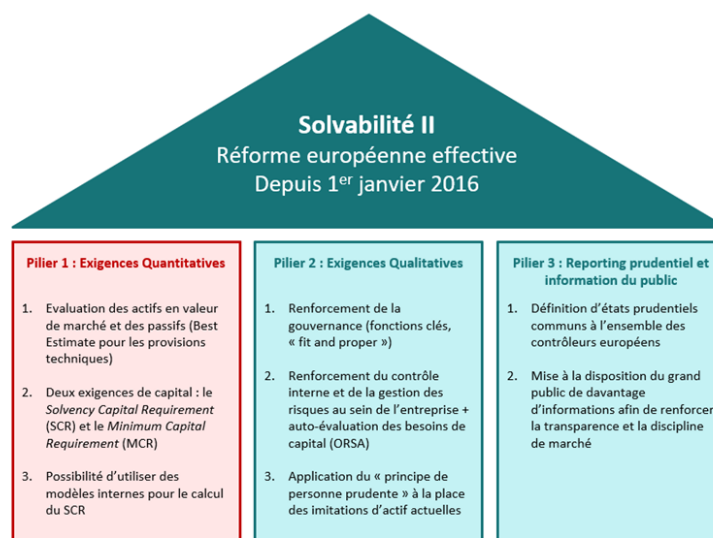 Solvabilité II
Réforme européenne effective
Depuis 1er janvier 2016
Pilier 1 : Exigences Quantitatives
1. Evaluation des actifs en valeur
de marché et des passifs (Best
Estimate pour les provisions
techniques)
2. Deux exigences de capital : le
Solvency Capital Requirement
(SCR) et le Minimum Capital
Requirement (MCR)
3. Possibilité d'utiliser des
modèles internes pour le calcul
du SCR
Pilier 2 : Exigences Qualitatives
1. Renforcement de la
gouvernance (fonctions clés,
« fit and proper »)
2. Renforcement du contrôle
interne et de la gestion des
risques au sein de l'entreprise +
auto-évaluation des besoins de
capital (ORSA)
3. Application du « principe de
personne prudente » à la place
des imitations d'actif actuelles
Pilier 3 : Reporting prudentiel et
information du public
1. Définition d'états prudentiels
communs à l'ensemble des
contrôleurs européens
2. Mise à la disposition du grand
public de davantage
d'informations afin de renforcer
la transparence et la discipline
de marché